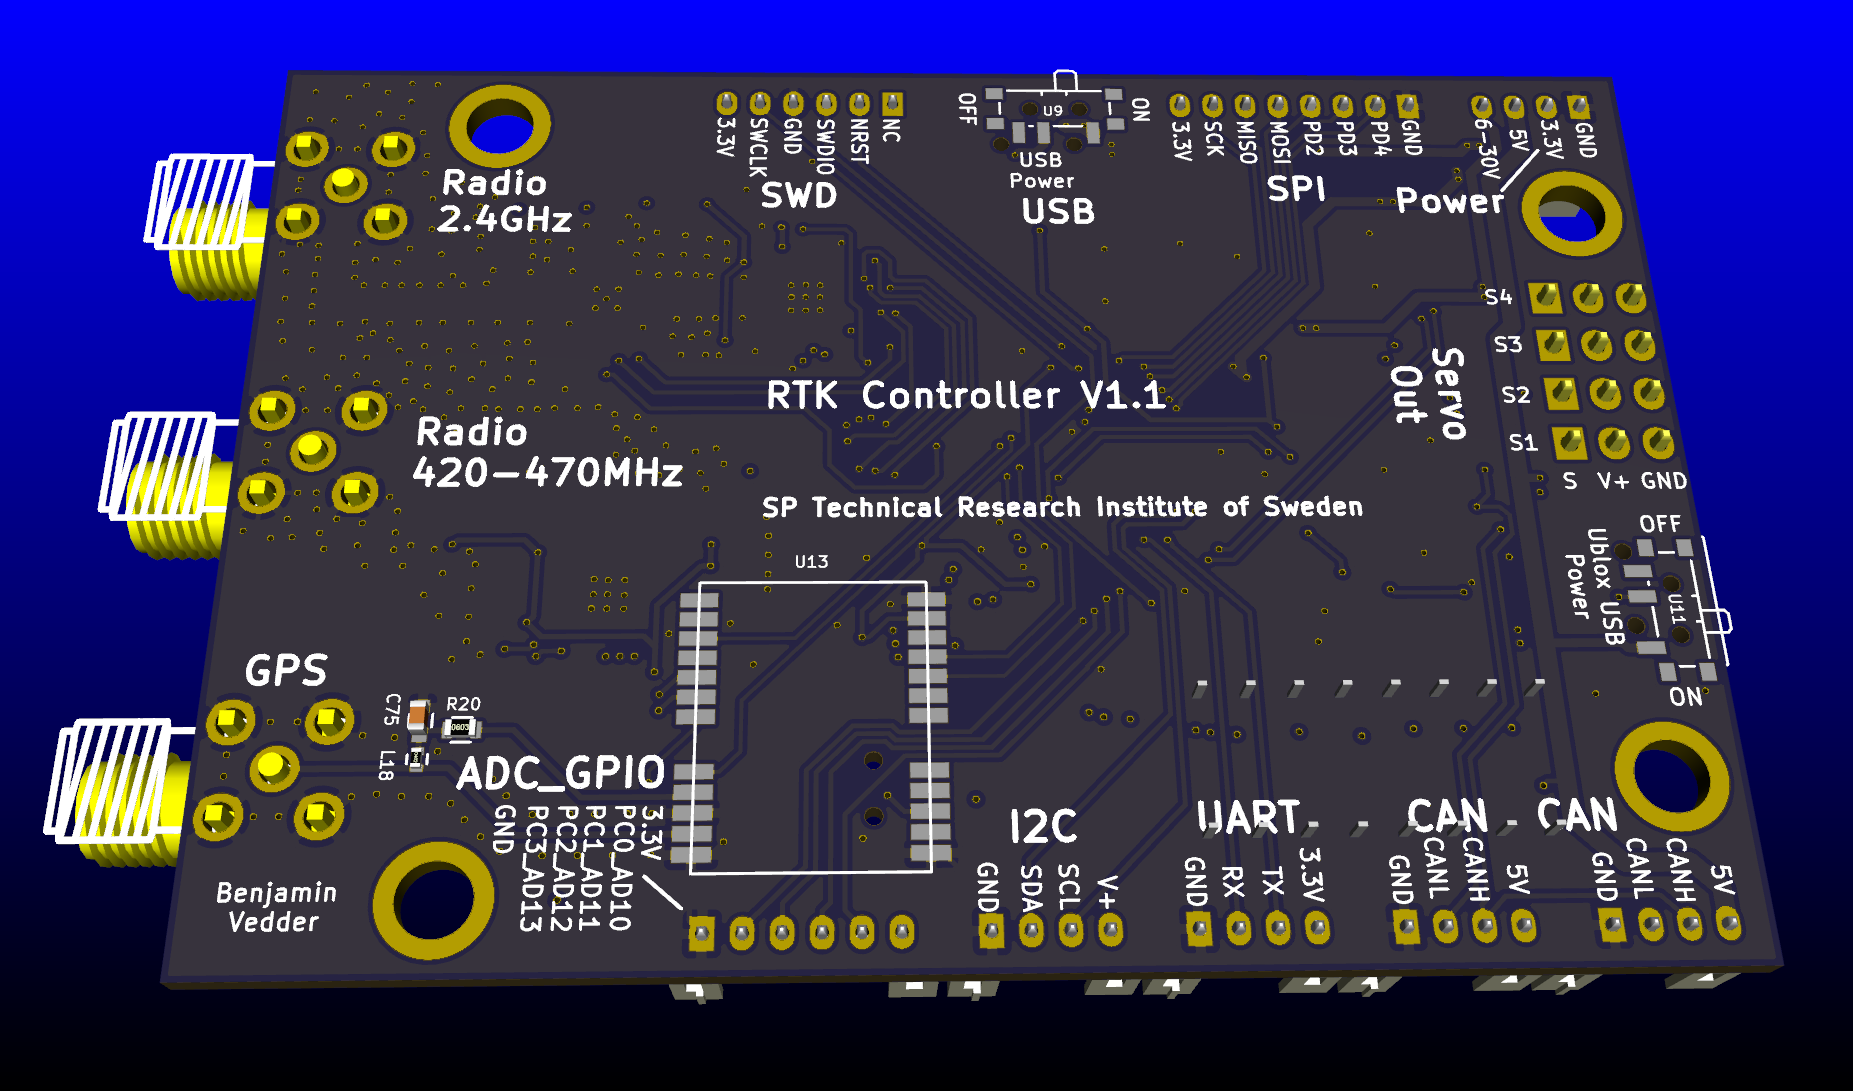 3.3V
SWCLK
GND
SWDIO
NRST
NC
SWD
OFF
U9
ON
USB
Power
USB
3.3V
SCK
MISO
MOSI
PD2
PD3
PD4
GND
SPI
6-30V
5V
3.3V
GND
Power
Radio
2.4GHz
S4
S3
S2
S1
Servo
Out
S V+ GND
RTK Controller V1.1
Radio
420-470MHz
SP Technical Research Institute of Sweden
U13
OFF
Ublox USB
Power
U11
ON
GPS
C75
R20
0603
L18
ADC_GPIO
GND
PC3_AD13
PC2_AD12
PC1_AD11
PC0_AD10
3.3V
I2C
GND
SDA
SCL
V+
UART
GND
RX
TX
3.3V
CAN
GND
CANL
CANH
5V
CAN
GND
CANL
CANH
5V
Benjamin
Vedder